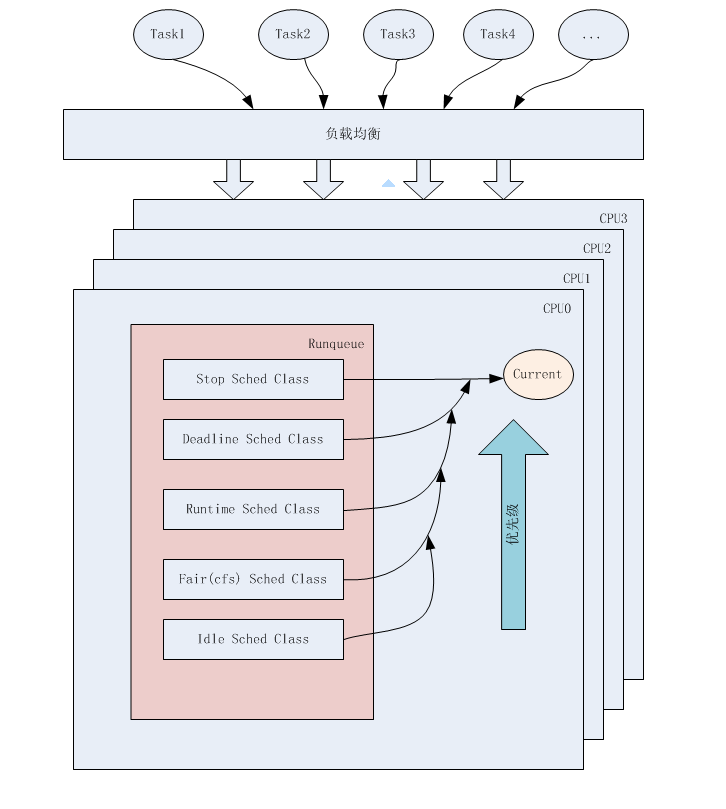 Task1
Task2
Task3
Task4
...
负载均衡
CPU3
CPU2
CPU1
CPU0
Runqueue
Stop Sched Class
Current
Deadline Sched Class
Runtime Sched Class
优先级
Fair(cfs) Sched Class
Idle Sched Class